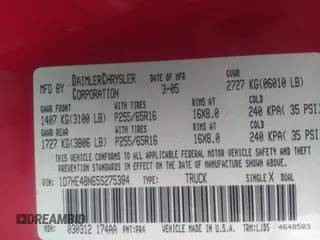 MFD BY DAIMLERCHRYSLER CORPORATION DATE OF MFR 3-05 GVWR 2727 KG(06010 LB)
GAWR FRONT WITH TIRES RIMS AT COLD
1407 KG(3100 LB) P255/65R16 16X8.0 240 KPA( 35 PSI)
GAWR REAR WITH TIRES RIMS AT COLD
1727 KG(3806 LB) P255/65R16 16X8.0 240 KPA( 35 PSI
THIS VEHICLE CONFORMS TO ALL APPLICABLE FEDERAL MOTOR VEHICLE
SAFETY, BUMPER, AND THEFT PREVENTION STANDARDS IN EFFECT ON THE
DATE OF MANUFACTURE SHOWN ABOVE.
VIN: 1D7HE48N65S275384 TYPE: TRUCK SINGLE X DUAL
MDH: 030312 174AA PNT: PR4 VEHICLE MADE IN U.S.A. TRM: LJD5 4648503
DREAMBID